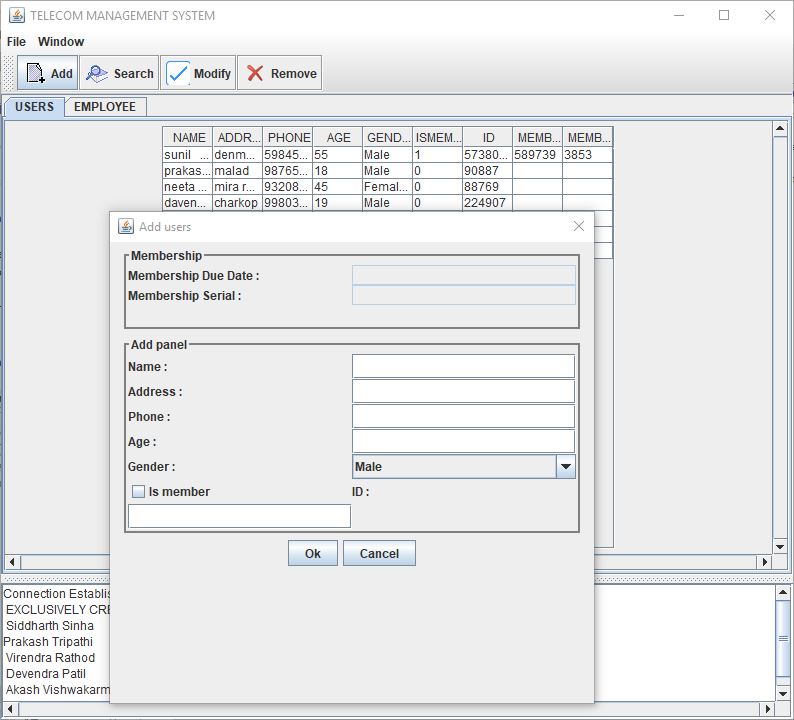 TELECOM MANAGEMENT SYSTEM
File Window
Add Search Modify Remove
USERS EMPLOYEE
NAME ADDR... PHONE AGE GEND... ISMEM... ID MEMB... MEMB...
sunil ... denm... 59845... 55 Male 1 57380... 589739 3853
prakas... malad 98765... 18 Male 0 90887
neeta ... mira r... 93208... 45 Femal... 0 88769
daven... charkop 99803... 19 Male 0 224907
Add users
Membership
Membership Due Date :
Membership Serial :
Add panel
Name :
Address :
Phone :
Age :
Gender : Male
Is member ID :
Ok Cancel
Connection Establis
EXCLUSIVELY CRE
Siddharth Sinha
Prakash Tripathi
Virendra Rathod
Devendra Patil
Akash Vishwakarm